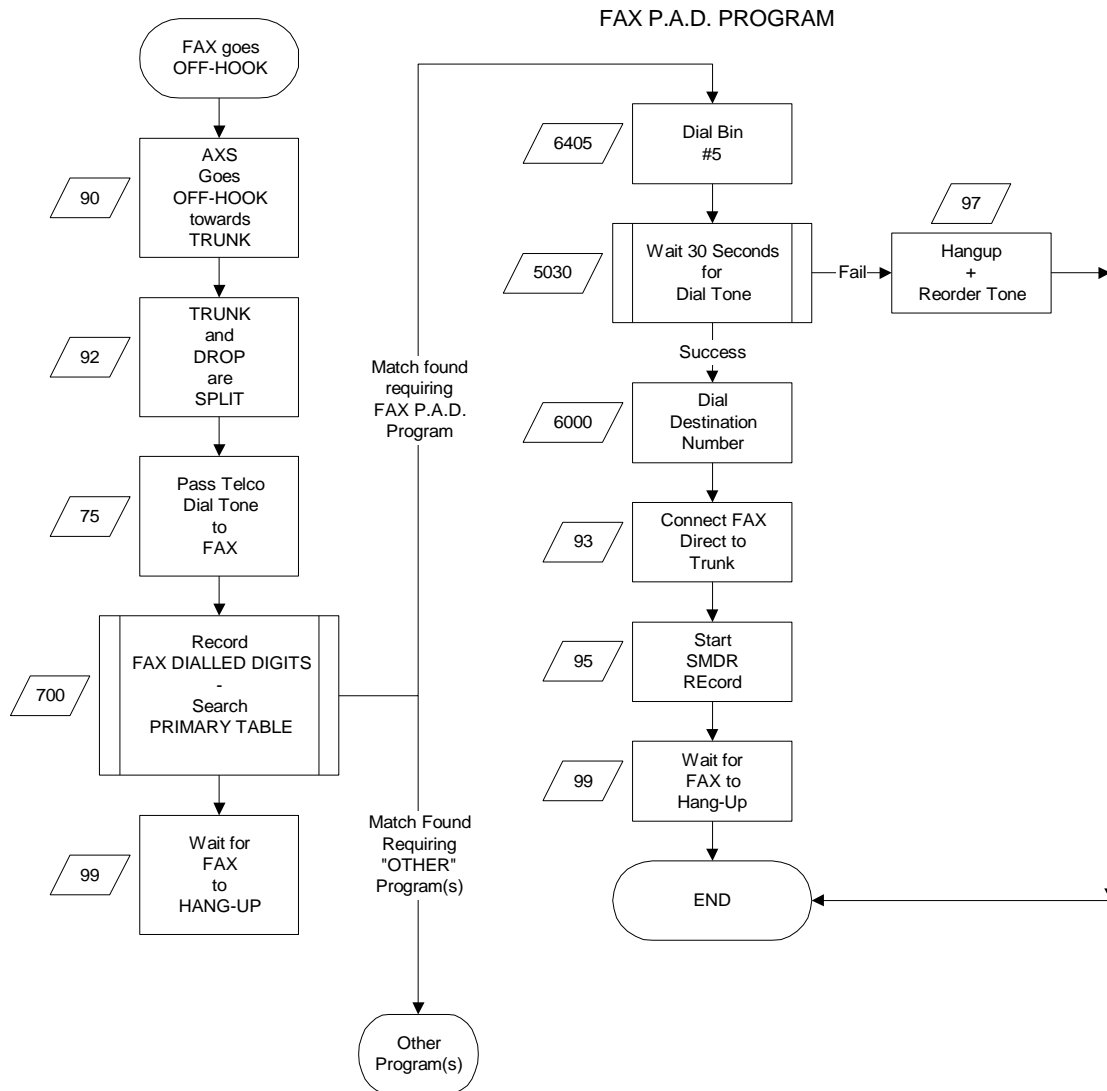 FAX P.A.D. PROGRAM
FAX goes
OFF-HOOK
90
AXS
Goes
OFF-HOOK
towards
TRUNK
92
TRUNK
and
DROP
are
SPLIT
75
Pass Telco
Dial Tone
to
FAX
700
Record
FAX DIALLED DIGITS
-
Search
PRIMARY TABLE
99
Wait for
FAX
to
HANG-UP
Match found
requiring
FAX P.A.D.
Program
Match Found
Requiring
"OTHER"
Program(s)
Other
Program(s)
6405
Dial Bin
#5
5030
Wait 30 Seconds
for
Dial Tone
Fail
97
Hangup
+
Reorder Tone
Success
6000
Dial
Destination
Number
93
Connect FAX
Direct to
Trunk
95
Start
SMDR
REcord
99
Wait for
FAX to
Hang-Up
END